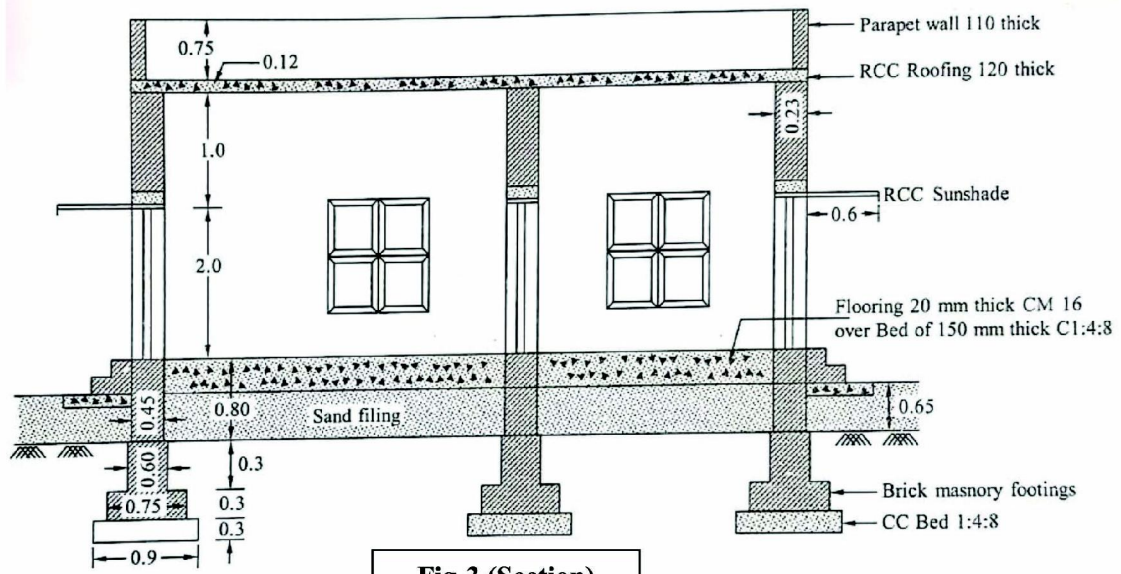 Parapet wall 110 thick
0.75
0.12
RCC Roofing 120 thick
0.23
1.0
RCC Sunshade
0.6
2.0
Flooring 20 mm thick CM 16
over Bed of 150 mm thick C1:4:8
0.45
0.80
Sand filing
0.65
0.60
0.3
0.75
0.3
0.3
Brick masnory footings
CC Bed 1:4:8
0.9
Fig 3 (Section)